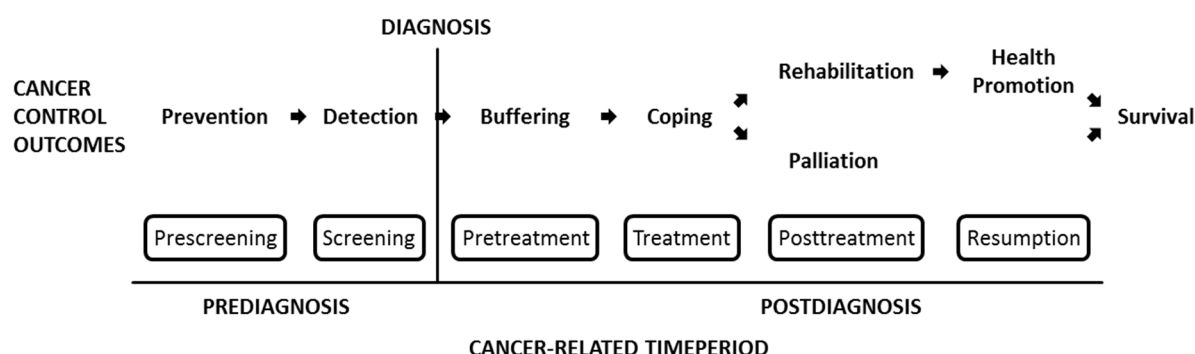 DIAGNOSIS
CANCER
CONTROL
OUTCOMES
Prevention
Detection
Buffering
Coping
Rehabilitation
Health
Promotion
Palliation
Survival
Prescreening
Screening
Pretreatment
Treatment
Posttreatment
Resumption
PREDIAGNOSIS
POSTDIAGNOSIS
CANCER-RELATED TIMEPERIOD